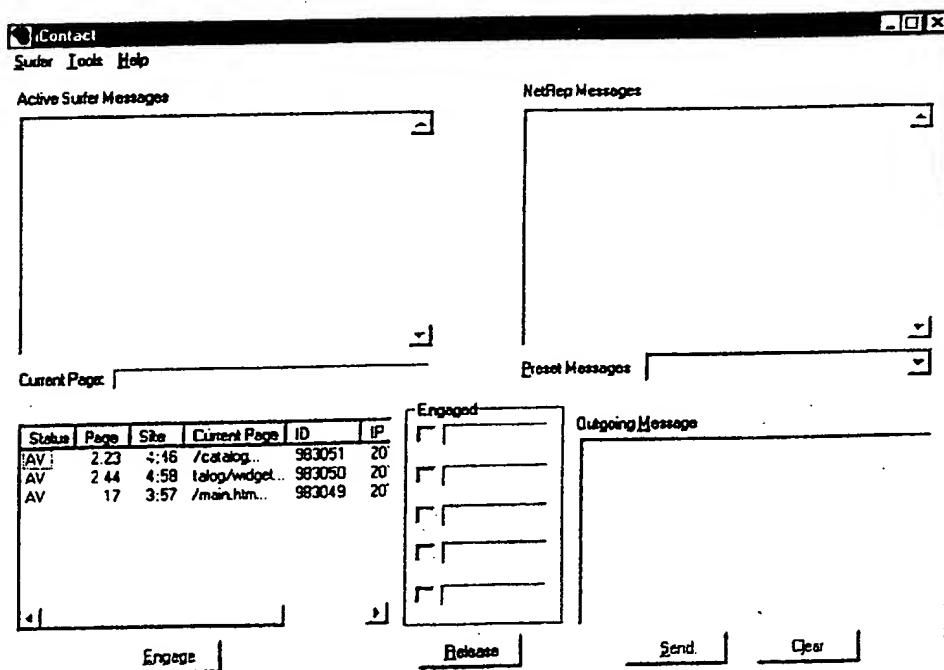 iContact
Surfer Tools Help
Active Surfer Messages
NetRep Messages
Current Page:
Preset Messages
Status Page Site Current Page ID IP
AV 2:23 4:46 /catalog... 983051 20
AV 2 44 4:58 talog/widget... 983050 20
AV 17 3:57 /main.htm... 983049 20
Engaged
Outgoing Message
Engage
Release
Send
Clear